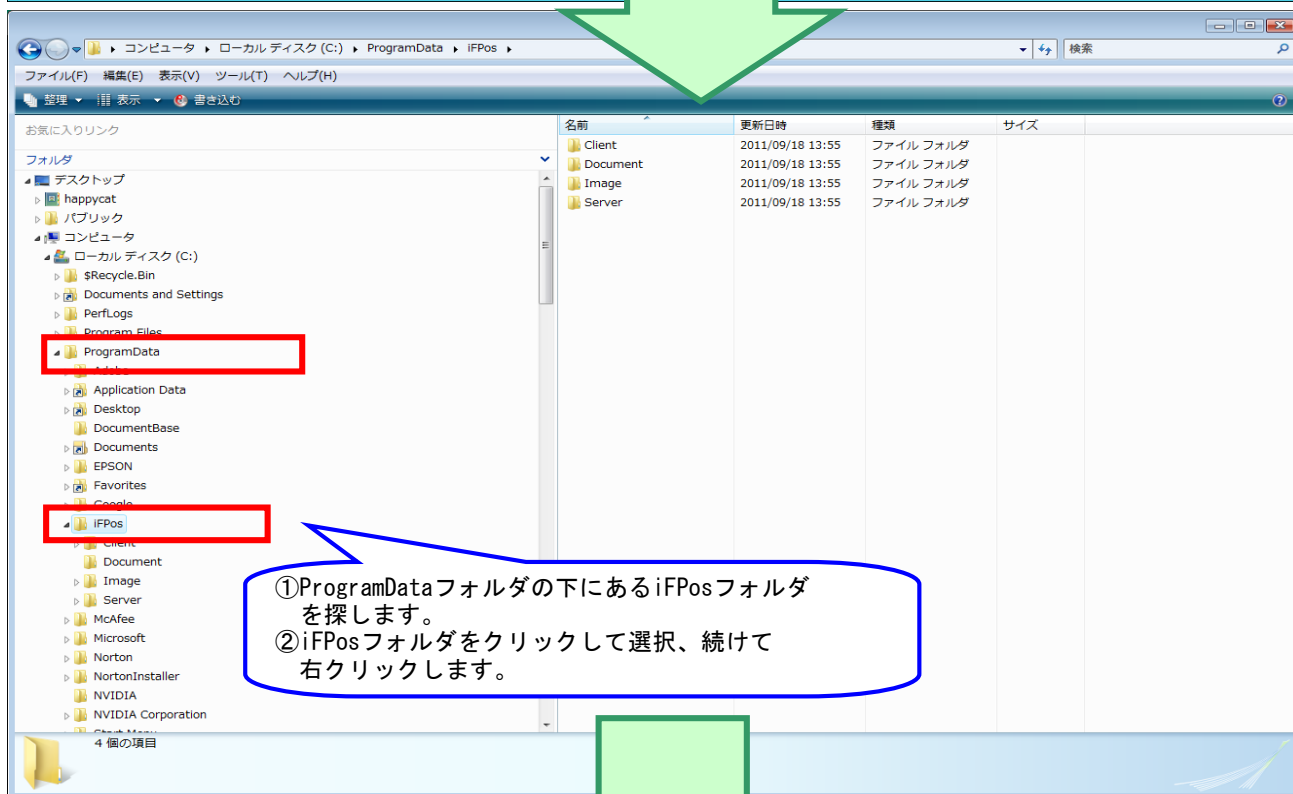 コンピュータ ▸ ローカル ディスク (C:) ▸ ProgramData ▸ iFPos ▸
検索
ファイル(F) 編集(E) 表示(V) ツール(T) ヘルプ(H)
整理 表示 書き込む
お気に入りリンク
フォルダ
デスクトップ
happycat
パブリック
コンピュータ
ローカル ディスク (C:)
$Recycle.Bin
Documents and Settings
PerfLogs
Program Files
ProgramData
Adobe
Application Data
Desktop
DocumentBase
Documents
EPSON
Favorites
Google
iFPos
Client
Document
Image
Server
McAfee
Microsoft
Norton
NortonInstaller
NVIDIA
NVIDIA Corporation
Start Menu
名前 更新日時 種類 サイズ
Client 2011/09/18 13:55 ファイル フォルダ
Document 2011/09/18 13:55 ファイル フォルダ
Image 2011/09/18 13:55 ファイル フォルダ
Server 2011/09/18 13:55 ファイル フォルダ
①ProgramDataフォルダの下にあるiFPosフォルダ
を探します。
②iFPosフォルダをクリックして選択、続けて
右クリックします。
4 個の項目